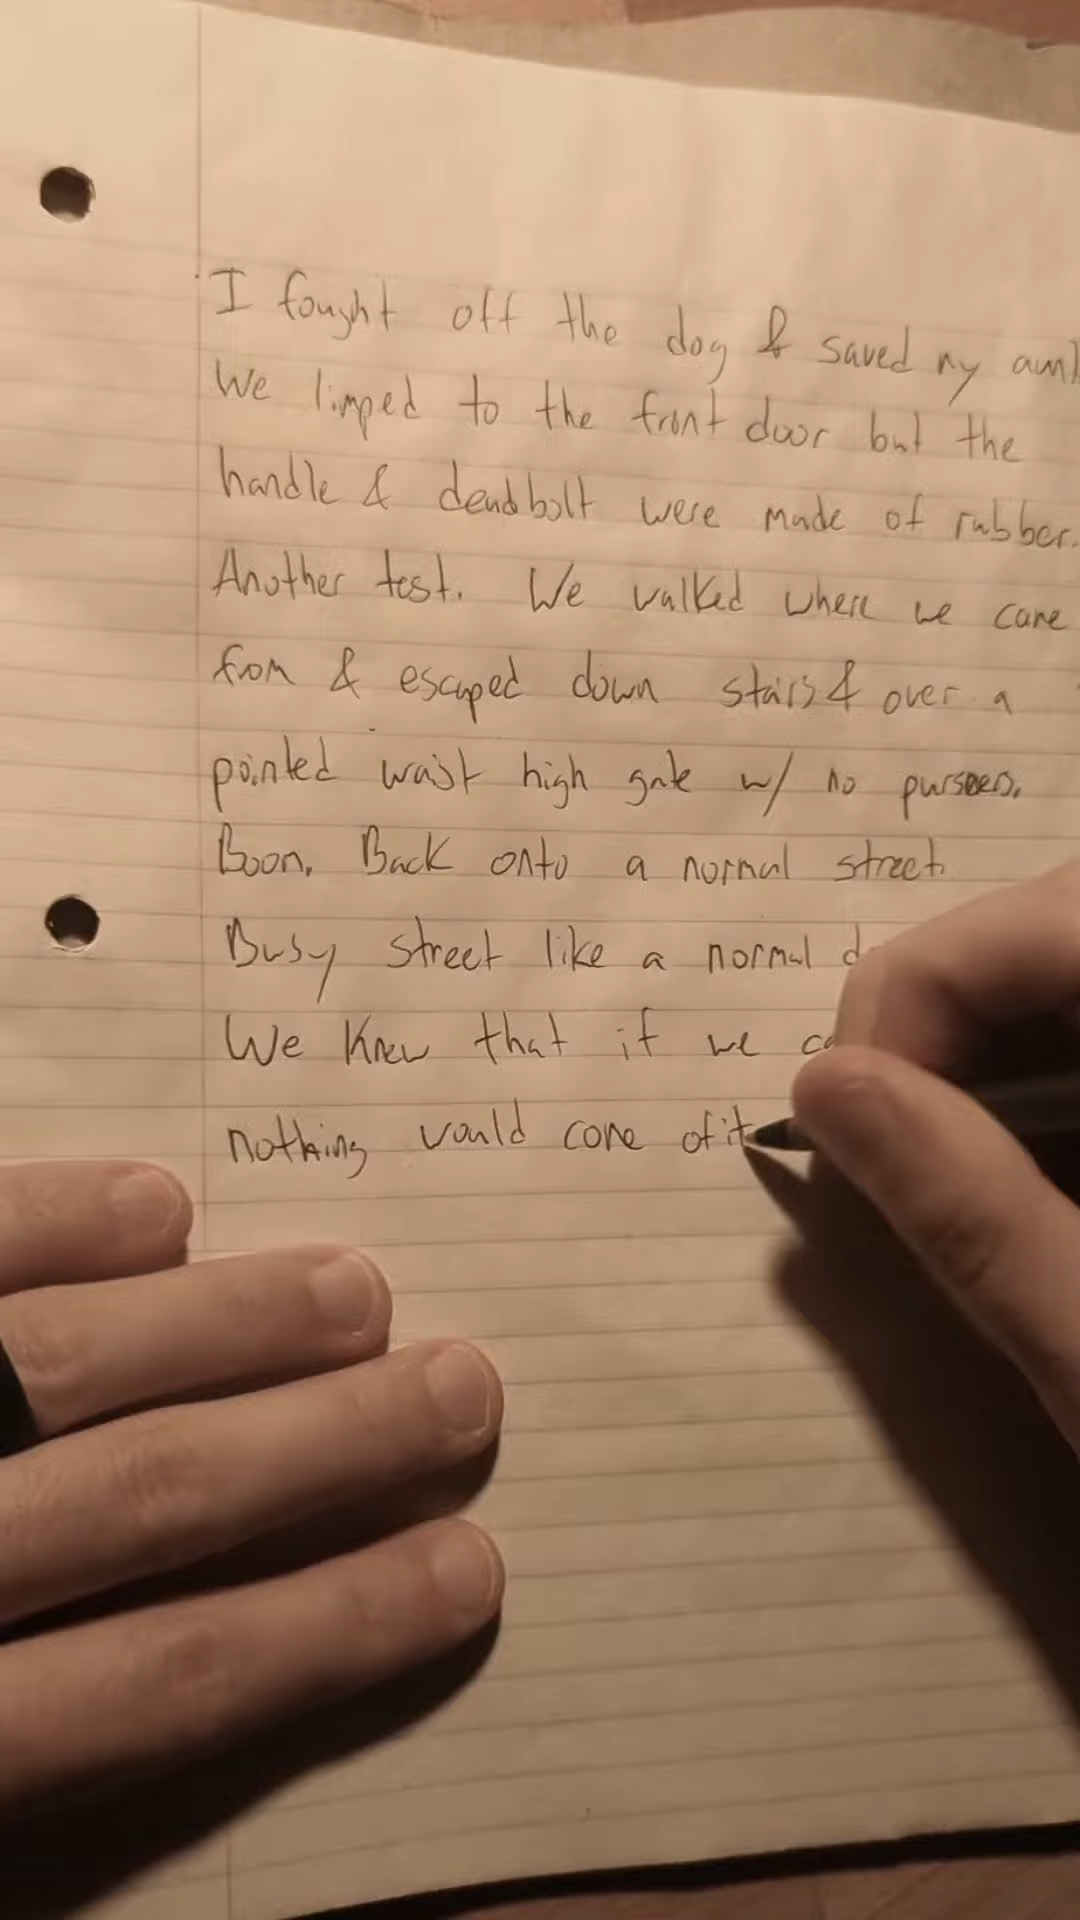 I fought off the dog & saved my aunt
We limped to the front door but the
handle & deadbolt were made of rubber.
Another test. We walked where we came
from & escaped down stairs & over a
pointed waist high gate w/ no
Boon. Back onto a normal street.
Busy street like a normal
We knew that if we
nothing would come of it